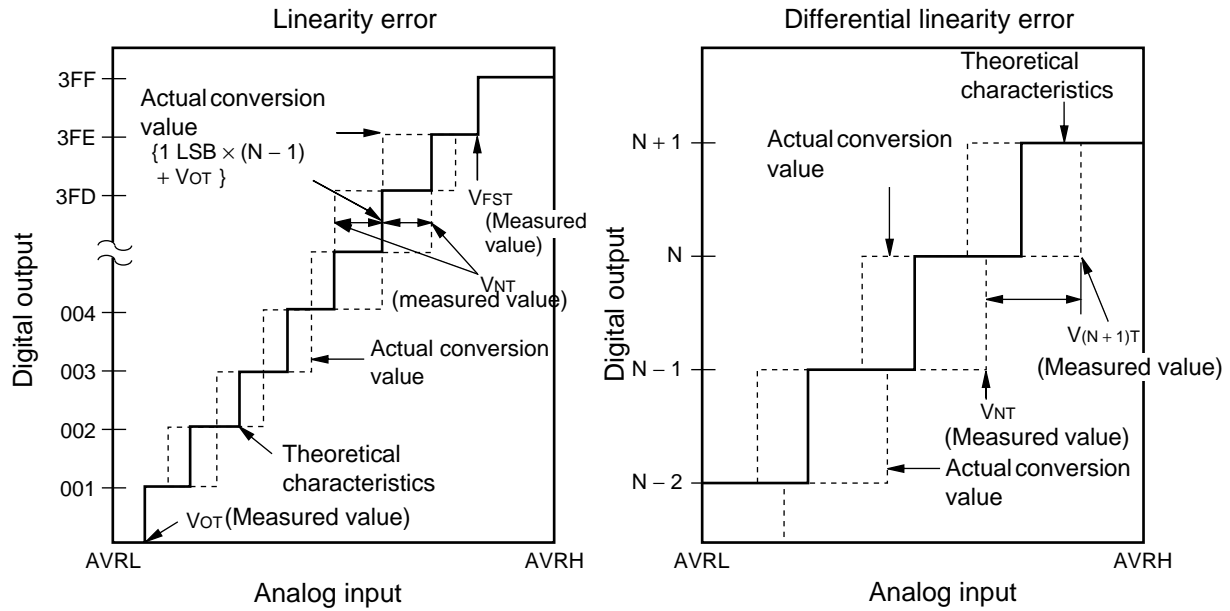 Linearity error
3FF
3FE
3FD
004
003
002
001
Digital output
Actual conversion
value
{1 LSB × (N − 1)
+ VOT }
VFST
(Measured
value)
VNT
(measured value)
Actual conversion
value
Theoretical
characteristics
VOT (Measured value)
AVRL
AVRH
Analog input
Differential linearity error
N + 1
N
N − 1
N − 2
Digital output
Theoretical
characteristics
Actual conversion
value
V(N + 1)T
(Measured value)
VNT
(Measured value)
Actual conversion
value
AVRL
AVRH
Analog input